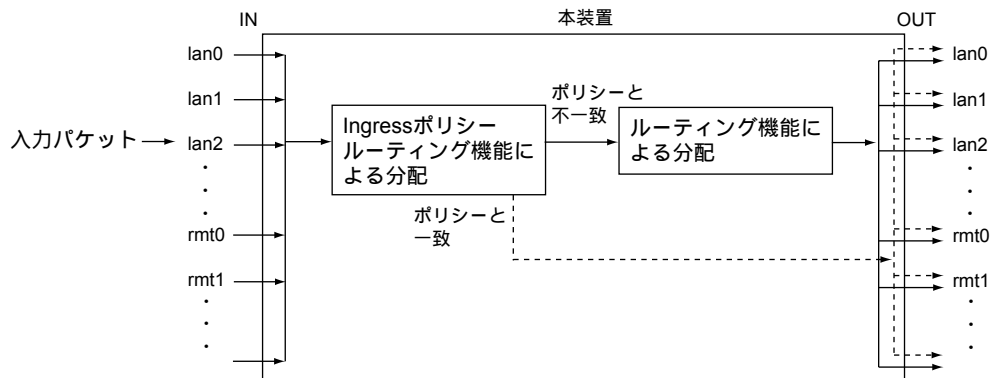 IN
本装置
OUT
lan0
lan1
入力パケット
lan2
・
・
・
rmt0
rmt1
・
・
・
Ingressポリシー
ルーティング機能に
よる分配
ポリシーと
不一致
ルーティング機能に
よる分配
ポリシーと
一致
lan0
lan1
lan2
・
・
・
rmt0
rmt1
・
・
・